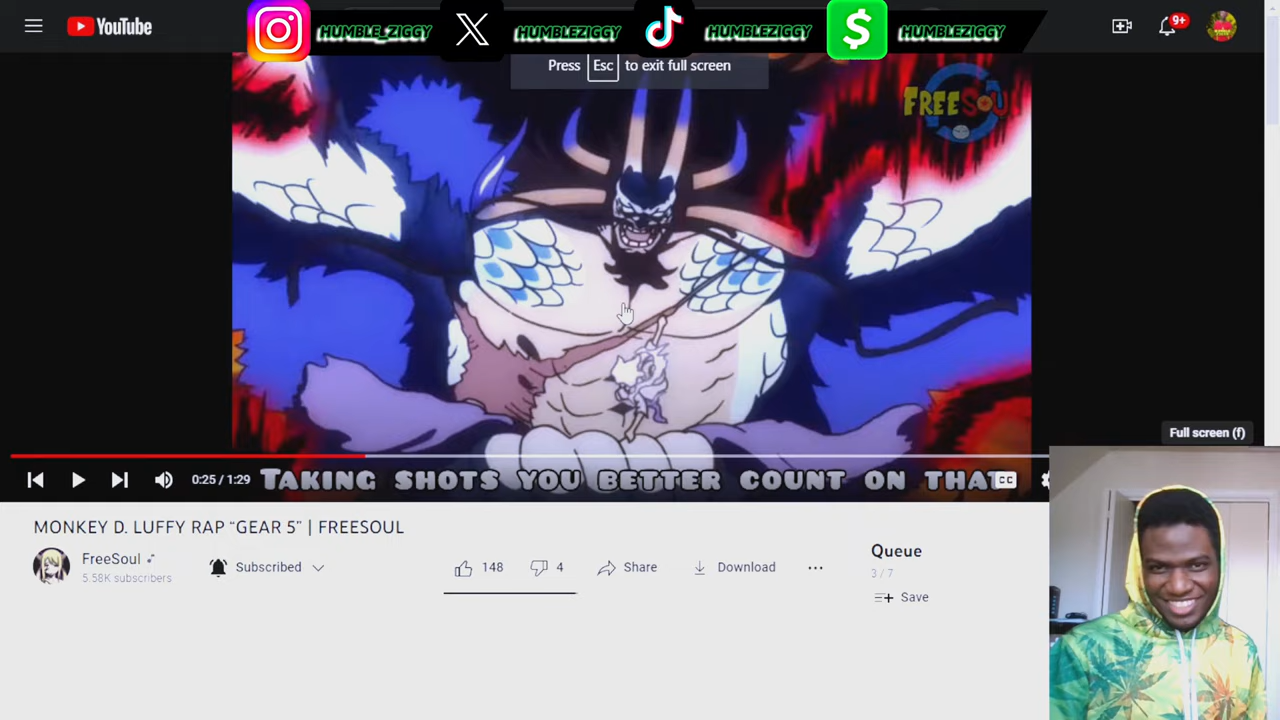 YouTube
HUMBLE_ZIGGY
HUMBLEZIGGY
HUMBLEZIGGY
HUMBLEZIGGY
9+
Press Esc to exit full screen
FREESOU
Full screen (f)
0:25 / 1:29
TAKING SHOTS YOU BETTER COUNT ON THAT
CC
MONKEY D. LUFFY RAP “GEAR 5” | FREESOUL
FreeSoul
5.58K subscribers
Subscribed
148
4
Share
Download
Queue
3 / 7
Save